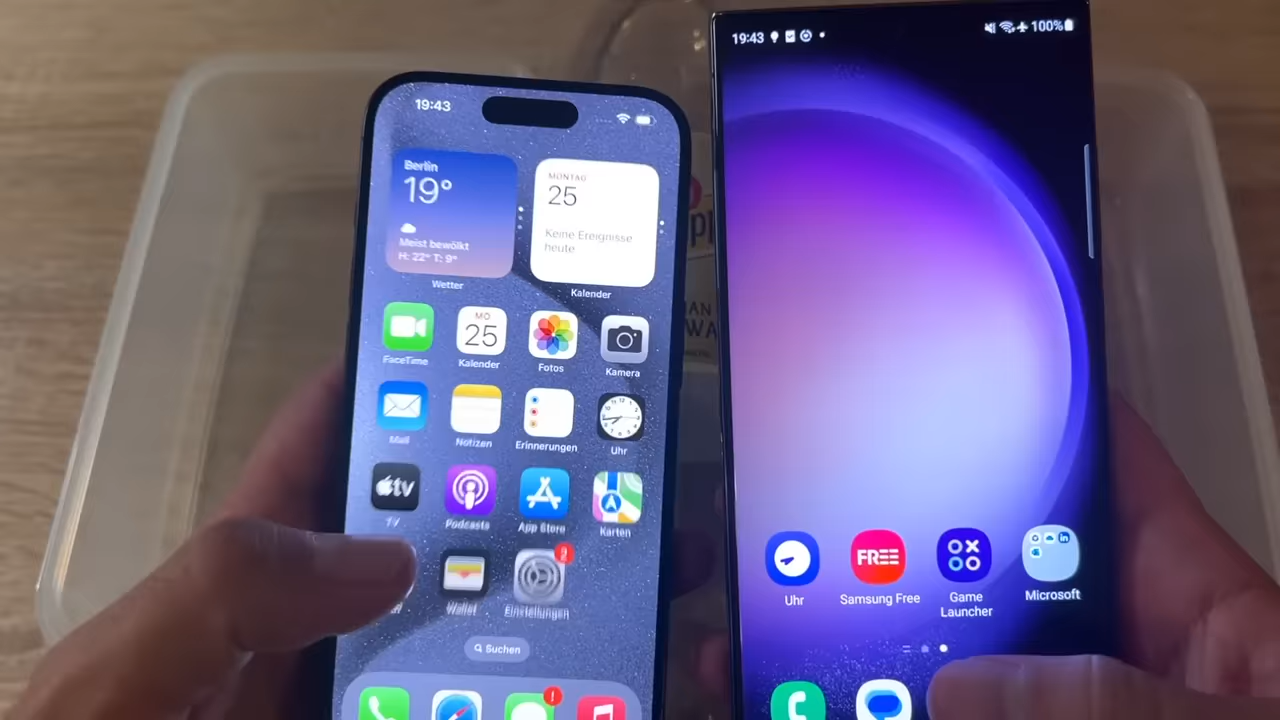 19:43
Berlin
19°
Meist bewölkt
H: 22° T: 9°
Wetter
MONTAG
25
Keine Ereignisse
heute
Kalender
FaceTime
MO
25
Kalender
Fotos
Kamera
Mail
Notizen
Erinnerungen
Uhr
tv
TV
Podcasts
App Store
Karten
Wallet
Einstellungen
Suchen
19:43
100%
Uhr
FREE
Samsung Free
Game
Launcher
in
Microsoft